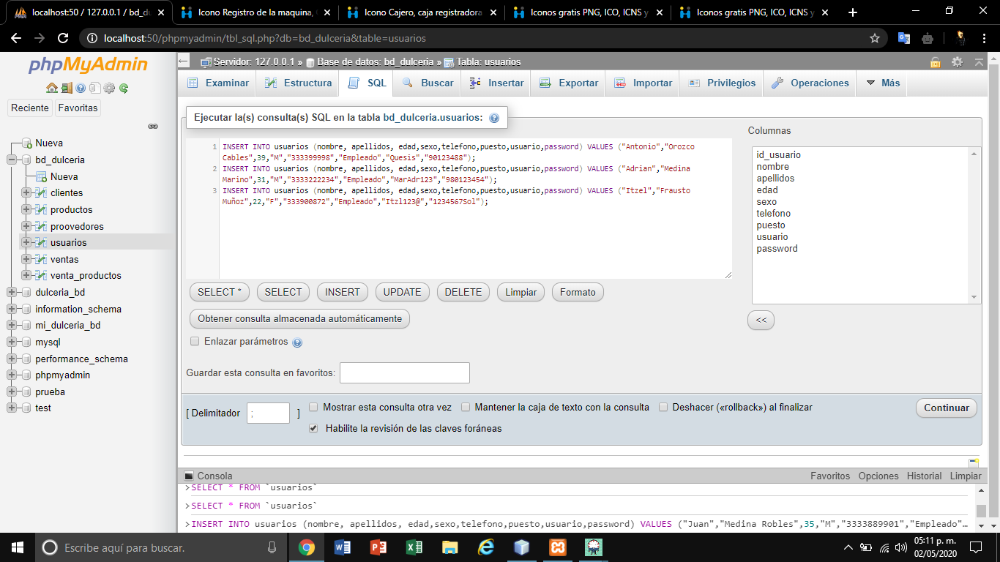 localhost:50 / 127.0.0.1 / bd_du
Icono Registro de la maquina,
Icono Cajero, caja registradora
Iconos gratis PNG, ICO, ICNS y
Iconos gratis PNG, ICO, ICNS y
localhost:50/phpmyadmin/tbl_sql.php?db=bd_dulceria&table=usuarios
phpMyAdmin
Reciente
Favoritas
Nueva
bd_dulceria
Nueva
clientes
productos
proovedores
usuarios
ventas
venta_productos
dulceria_bd
information_schema
mi_dulceria_bd
mysql
performance_schema
phpmyadmin
prueba
test
Servidor: 127.0.0.1 » Base de datos: bd_dulceria » Tabla: usuarios
Examinar
Estructura
SQL
Buscar
Insertar
Exportar
Importar
Privilegios
Operaciones
Más
Ejecutar la(s) consulta(s) SQL en la tabla bd_dulceria.usuarios:
1 INSERT INTO usuarios (nombre, apellidos, edad,sexo,telefono,puesto,usuario,password) VALUES ("Antonio","Orozco
Cables",39,"M","333399998","Empleado","Quesis","90123488");
2 INSERT INTO usuarios (nombre, apellidos, edad,sexo,telefono,puesto,usuario,password) VALUES ("Adrian","Medina
Marino",31,"M","3333222234","Empleado","MarAdr123","980123454");
3 INSERT INTO usuarios (nombre, apellidos, edad,sexo,telefono,puesto,usuario,password) VALUES ("Itzel","Frausto
Muñoz",22,"F","333900872","Empleado","Itzl123@","1234567Sol");
Columnas
id_usuario
nombre
apellidos
edad
sexo
telefono
puesto
usuario
password
<<
SELECT *
SELECT
INSERT
UPDATE
DELETE
Limpiar
Formato
Obtener consulta almacenada automáticamente
Enlazar parámetros
Guardar esta consulta en favoritos:
[ Delimitador ; ]
Mostrar esta consulta otra vez
Mantener la caja de texto con la consulta
Deshacer («rollback») al finalizar
Habilite la revisión de las claves foráneas
Continuar
Consola
Favoritos
Opciones
Historial
Limpiar
>SELECT * FROM `usuarios`
>SELECT * FROM `usuarios`
>INSERT INTO usuarios (nombre, apellidos, edad,sexo,telefono,puesto,usuario,password) VALUES ("Juan","Medina Robles",35,"M","3333889901","Empleado"…
Escribe aquí para buscar.
05:11 p. m.
02/05/2020